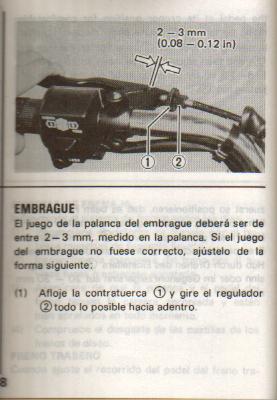 2 – 3 mm
(0.08 – 0.12 in)
① ②
EMBRAGUE
El juego de la palanca del embrague deberá ser de
entre 2–3 mm, medido en la palanca. Si el juego
del embrague no fuese correcto, ajústelo de la
forma siguiente:
(1) Afloje la contratuerca ① y gire el regulador
② todo lo posible hacia adentro.
8